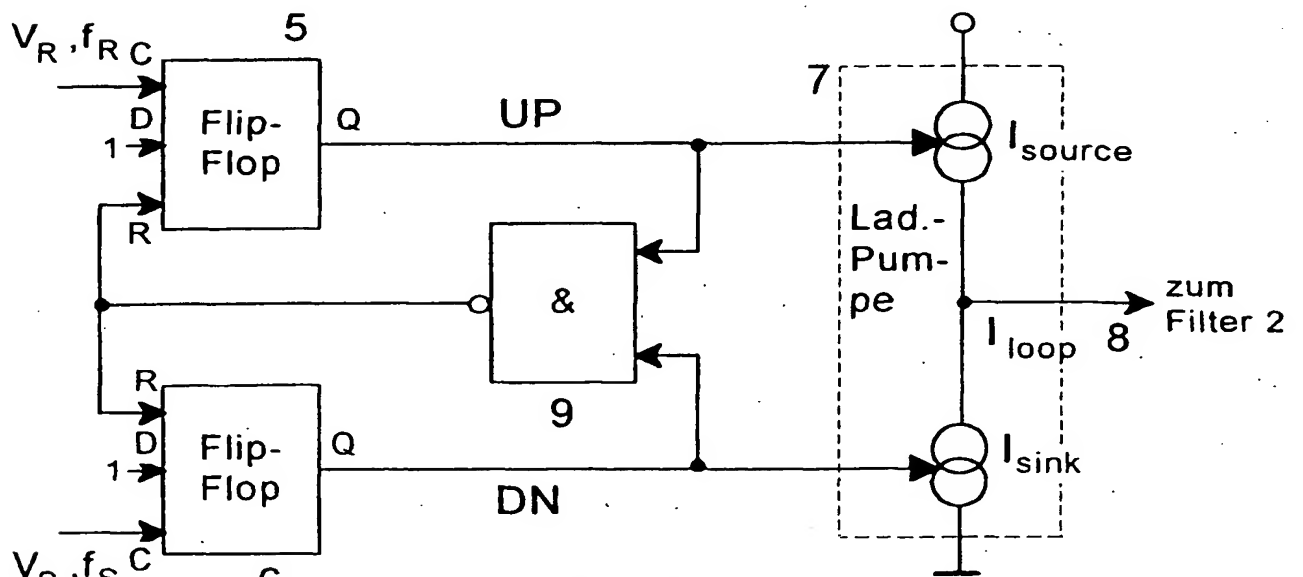 5
V_R ,f_R C
D
1
R
Flip-
Flop
Q
UP
7
I_source
Lad.-
Pum-
pe
&
9
I_loop 8
zum
Filter 2
R
D
1
C
Flip-
Flop
Q
DN
I_sink